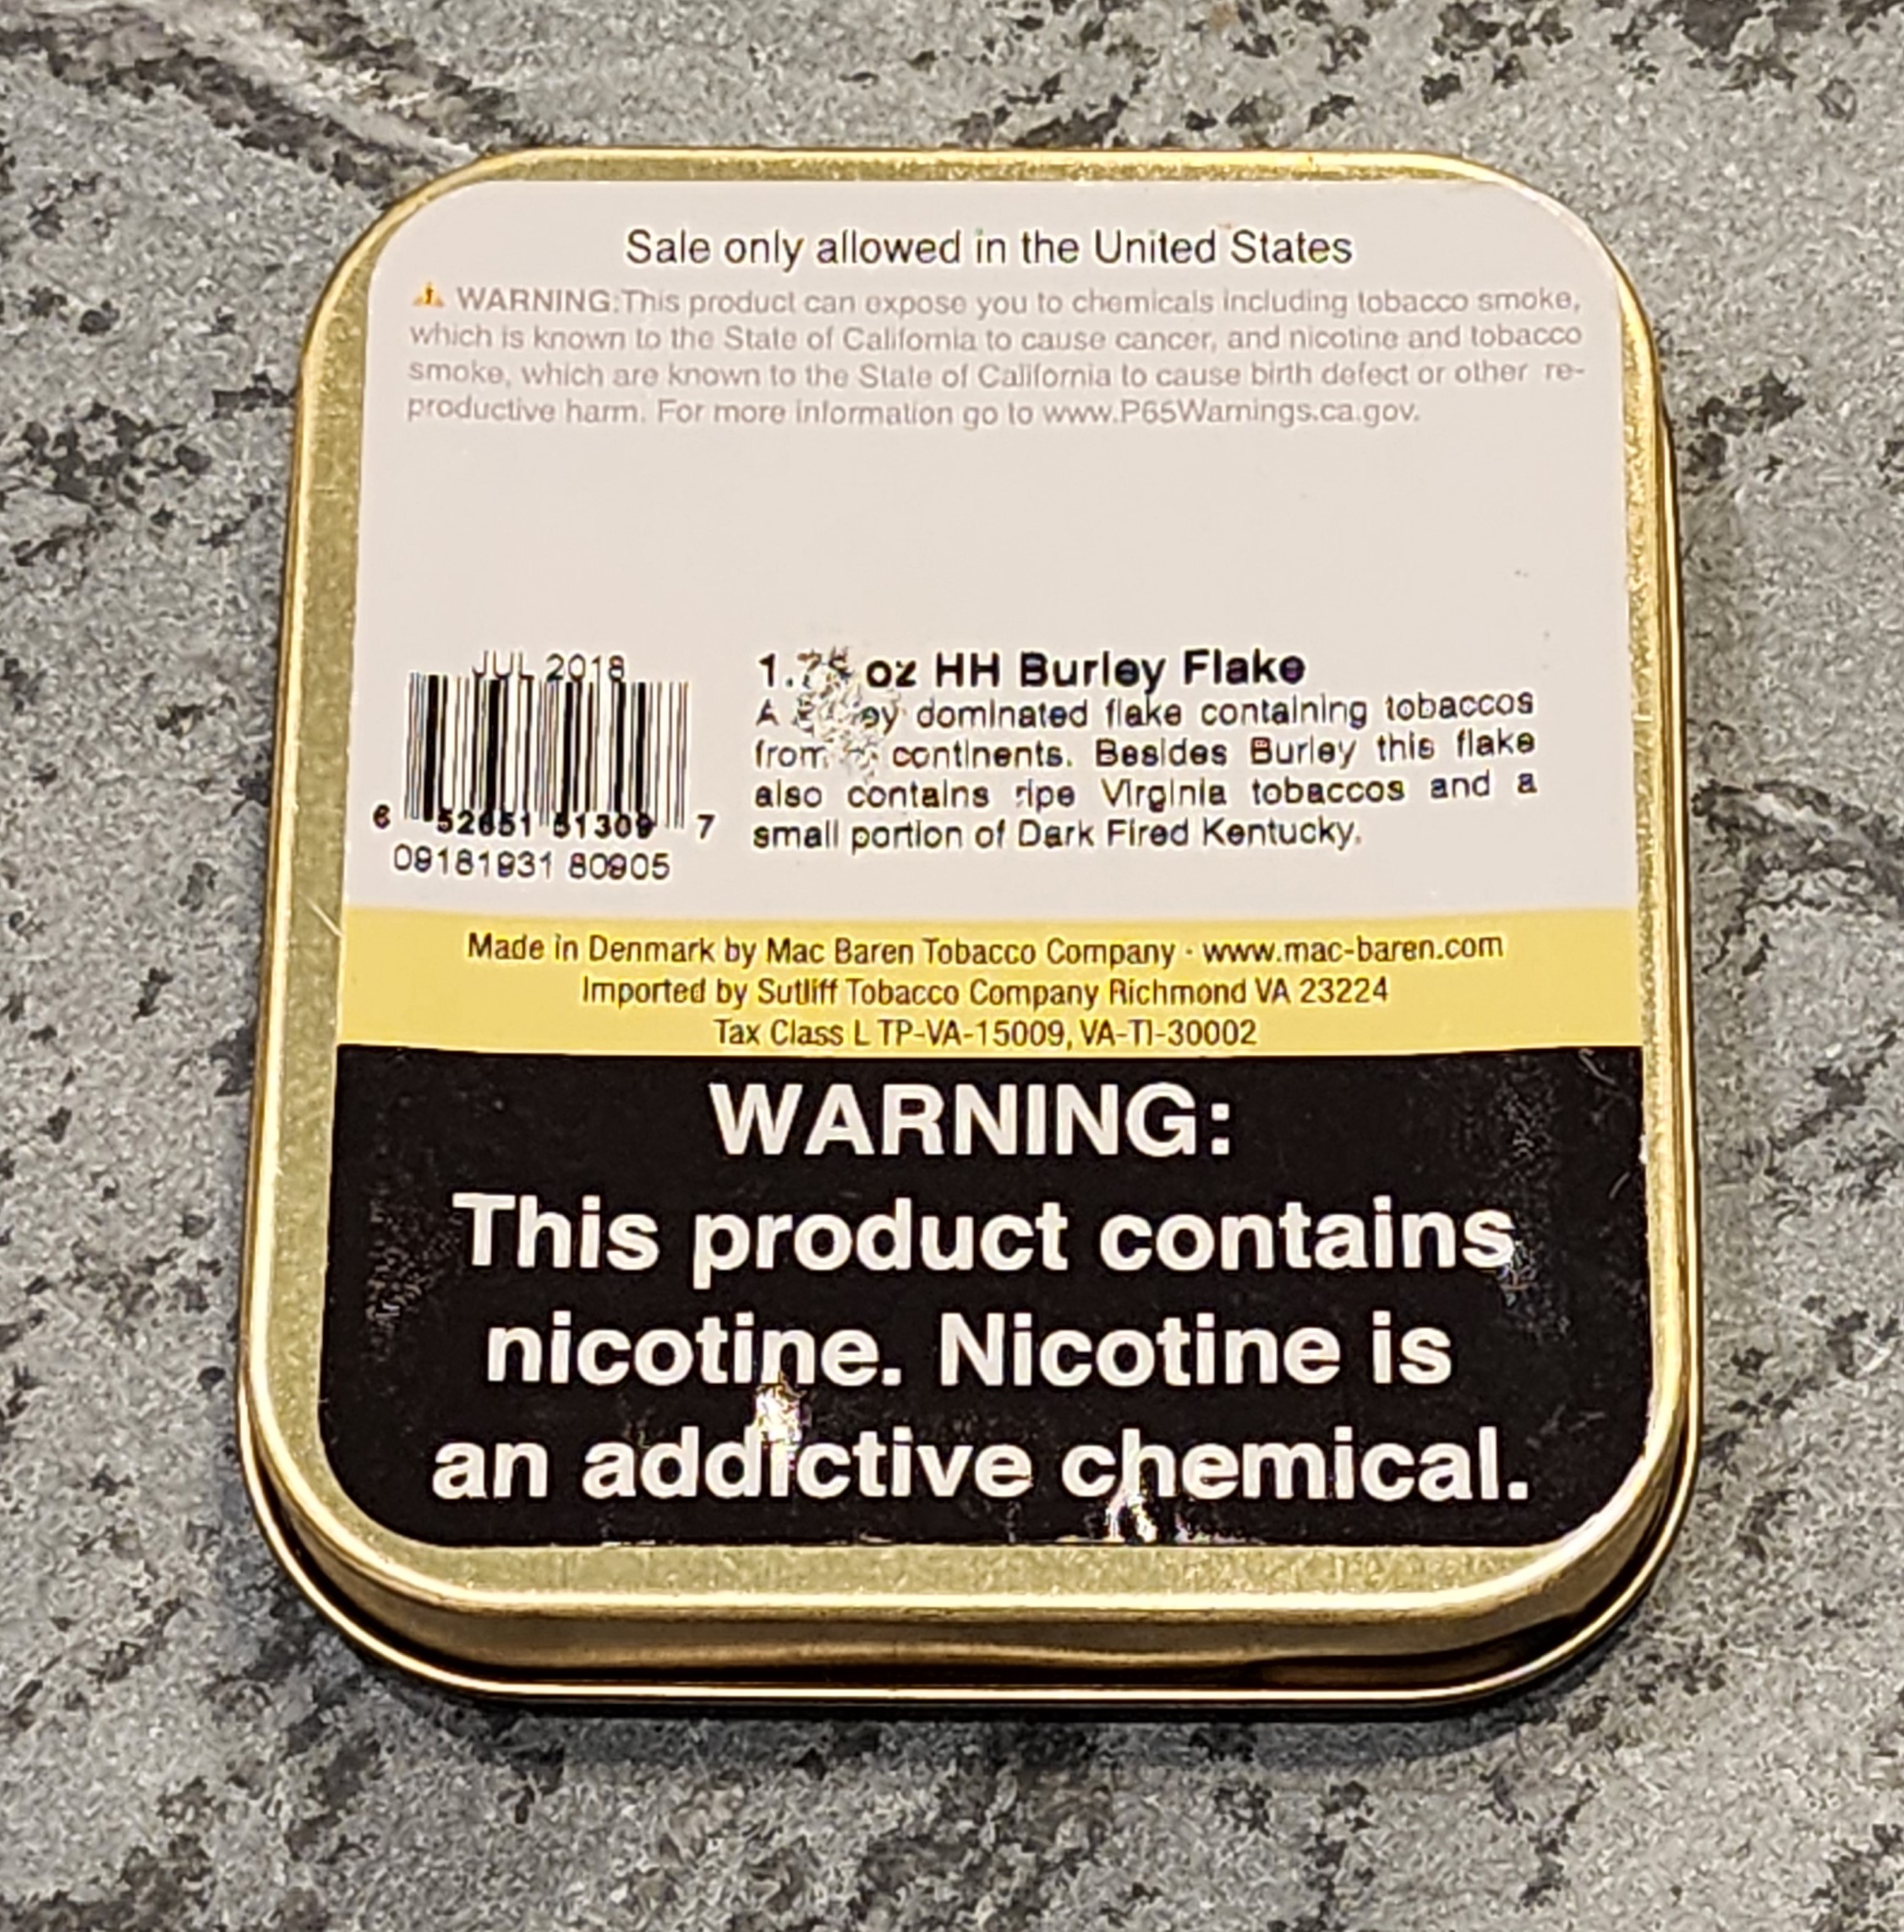 Sale only allowed in the United States
⚠ WARNING:This product can expose you to chemicals including tobacco smoke,
which is known to the State of California to cause cancer, and nicotine and tobacco
smoke, which are known to the State of California to cause birth defect or other re-
productive harm. For more information go to www.P65Warnings.ca.gov.
JUL 2018
6 52651 51309 7
09181931 80905
1.75 oz HH Burley Flake
A Burley dominated flake containing tobaccos
from continents. Besides Burley this flake
also contains ripe Virginia tobaccos and a
small portion of Dark Fired Kentucky.
Made in Denmark by Mac Baren Tobacco Company · www.mac-baren.com
Imported by Sutliff Tobacco Company Richmond VA 23224
Tax Class L TP-VA-15009, VA-TI-30002
WARNING:
This product contains
nicotine. Nicotine is
an addictive chemical.